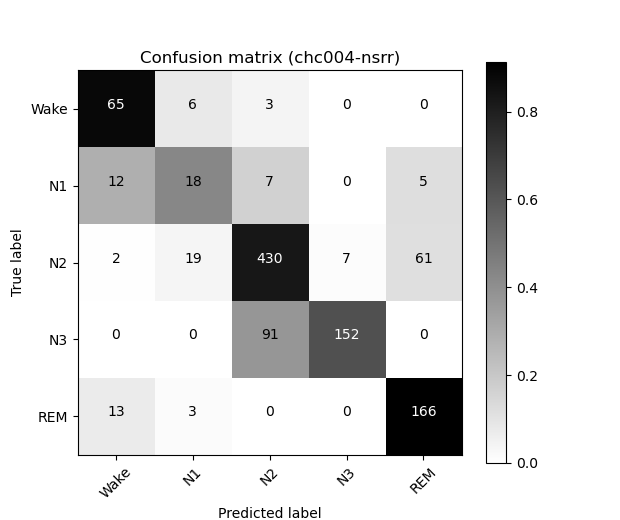 Confusion matrix (chc004-nsrr)
Wake 65 6 3 0 0
N1 12 18 7 0 5
N2 2 19 430 7 61
N3 0 0 91 152 0
REM 13 3 0 0 166
Wake N1 N2 N3 REM
Predicted label
True label
0.8
0.6
0.4
0.2
0.0